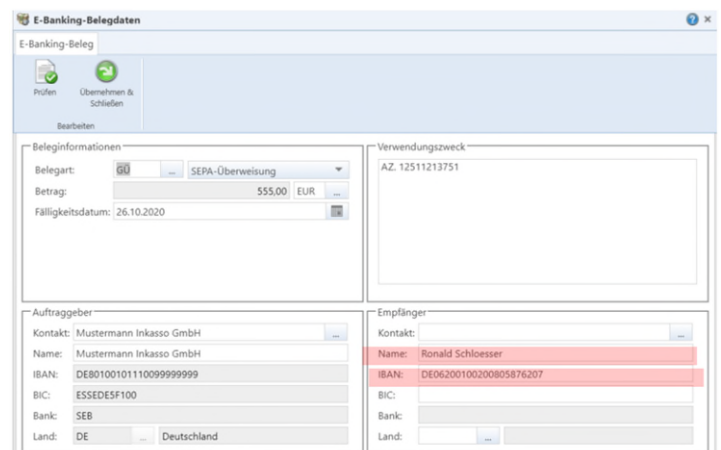 E-Banking-Belegdaten
E-Banking-Beleg
Prüfen
Übernehmen &
Schließen
Bearbeiten
Beleginformationen
Belegart: GÜ ... SEPA-Überweisung
Betrag: 555,00 EUR ...
Fälligkeitsdatum: 26.10.2020
Verwendungszweck
AZ. 12511213751
Auftraggeber
Kontakt: Mustermann Inkasso GmbH ...
Name: Mustermann Inkasso GmbH
IBAN: DE80100101110099999999
BIC: ESSEDE5F100
Bank: SEB
Land: DE ... Deutschland
Empfänger
Kontakt: ...
Name: Ronald Schloesser
IBAN: DE06200100200805876207
BIC:
Bank:
Land: ...